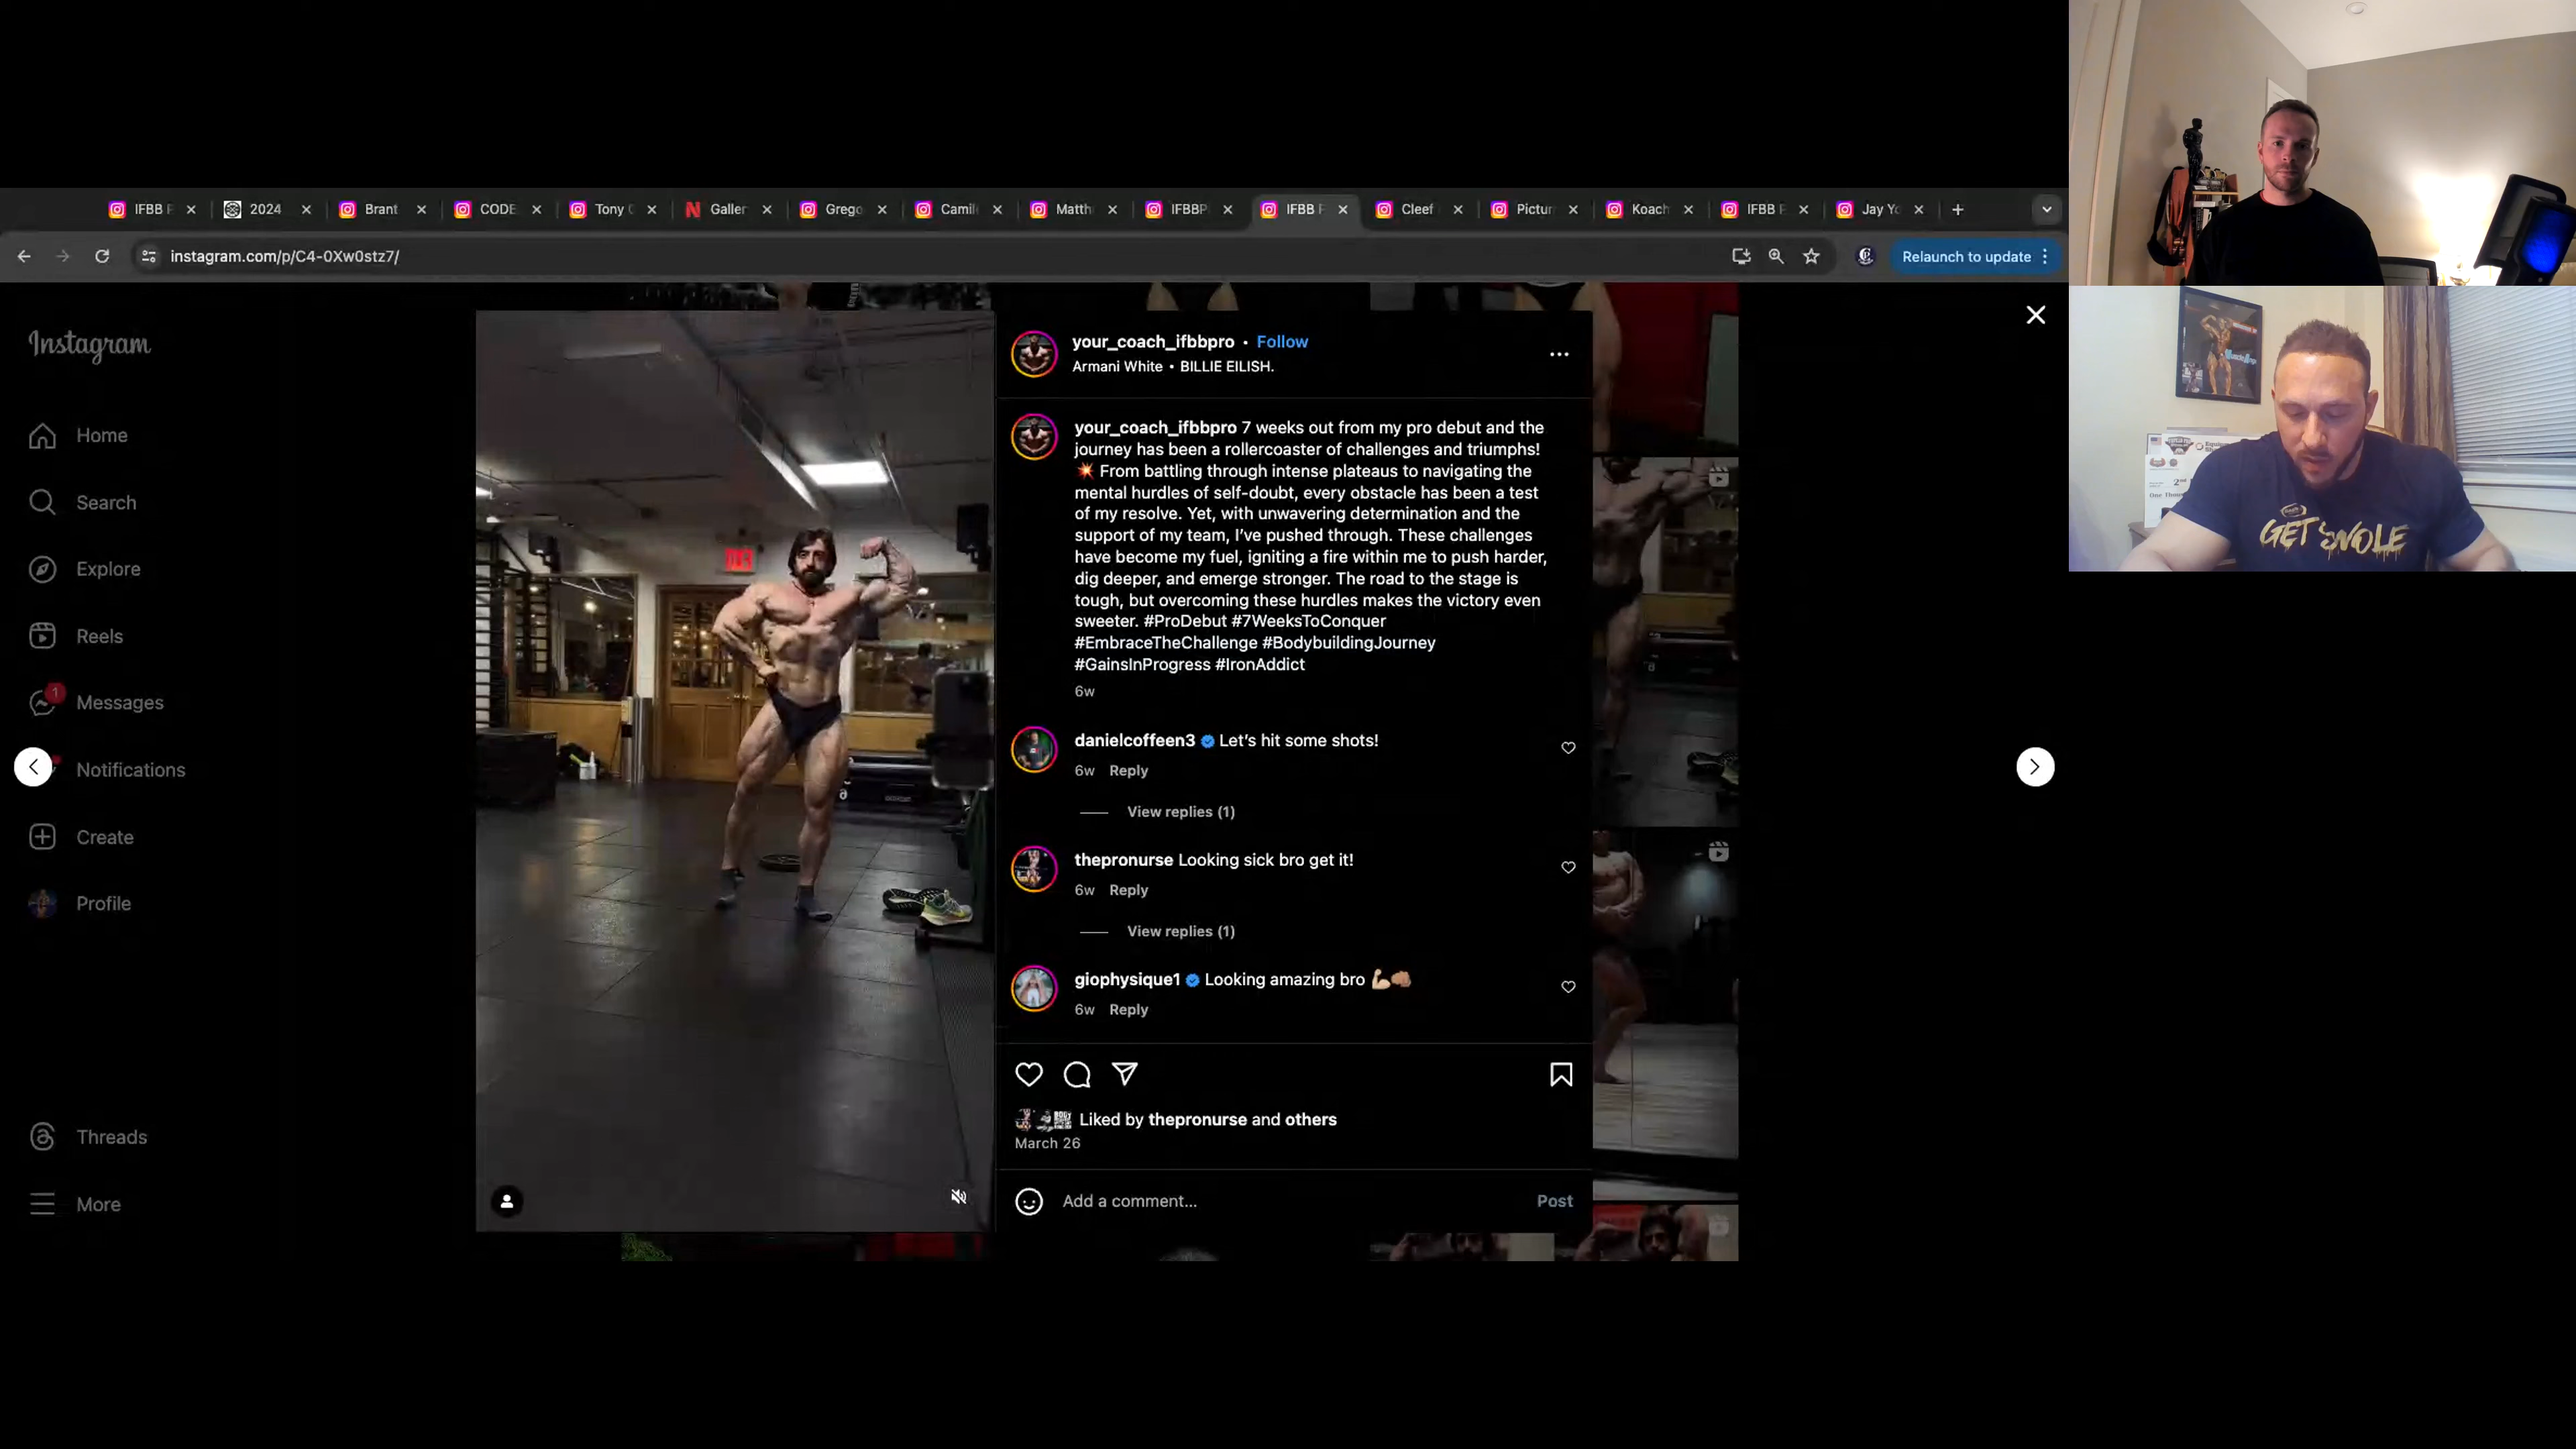 IFBB F
2024
Brant
CODE
Tony C
Galler
Grego
Camil
Matth
IFBBP
IFBB F
Cleef
Pictur
Koach
IFBB F
Jay Yo
instagram.com/p/C4-0Xw0stz7/
Relaunch to update
Instagram
Home
Search
Explore
Reels
1
Messages
Notifications
Create
Profile
Threads
More
your_coach_ifbbpro • Follow
Armani White • BILLIE EILISH.
your_coach_ifbbpro 7 weeks out from my pro debut and the
journey has been a rollercoaster of challenges and triumphs!
💥 From battling through intense plateaus to navigating the
mental hurdles of self-doubt, every obstacle has been a test
of my resolve. Yet, with unwavering determination and the
support of my team, I've pushed through. These challenges
have become my fuel, igniting a fire within me to push harder,
dig deeper, and emerge stronger. The road to the stage is
tough, but overcoming these hurdles makes the victory even
sweeter. #ProDebut #7WeeksToConquer
#EmbraceTheChallenge #BodybuildingJourney
#GainsInProgress #IronAddict
6w
danielcoffeen3 Let's hit some shots!
6w Reply
View replies (1)
thepronurse Looking sick bro get it!
6w Reply
View replies (1)
giophysique1 Looking amazing bro 💪🏼👊🏼
6w Reply
Liked by thepronurse and others
March 26
Add a comment...
Post
GET SWOLE